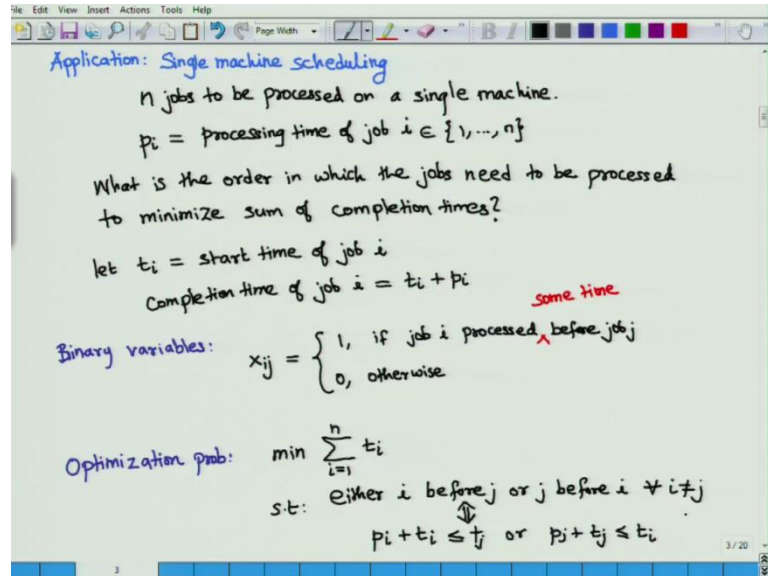 File Edit View Insert Actions Tools Help
Page Width
B I
Application: Single machine scheduling
n jobs to be processed on a single machine.
pi = processing time of job i ∈ {1,...,n}
What is the order in which the jobs need to be processed
to minimize sum of completion times?
let ti = start time of job i
Completion time of job i = ti + pi
some time
Binary variables: xij = { 1, if job i processed ^ before job j
0, otherwise
Optimization prob: min n∑i=1 ti
s.t: either i before j or j before i ∀ i≠j
⇕
pi + ti ≤ tj or pj + tj ≤ ti
3/20
3